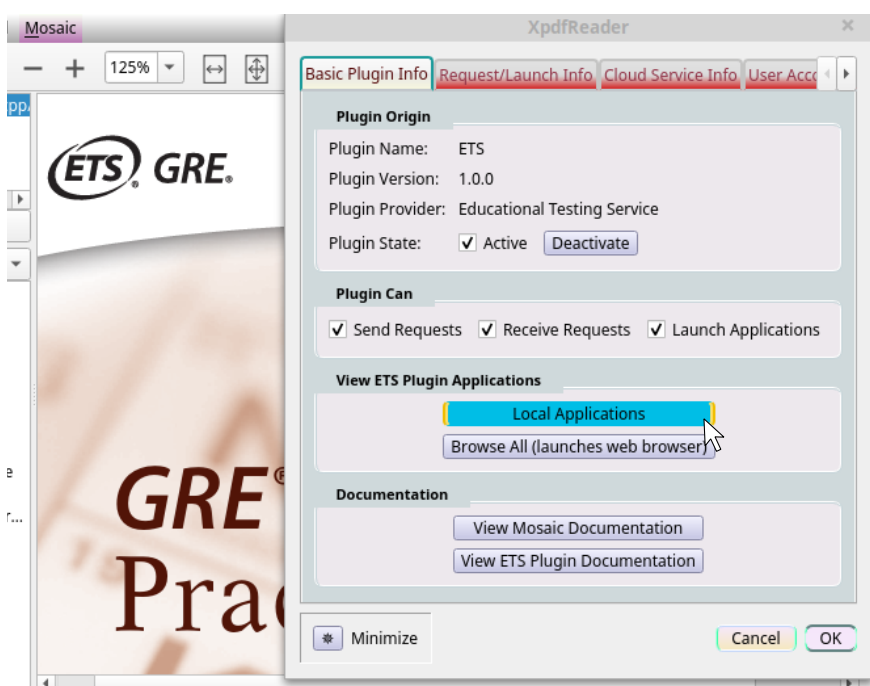 Mosaic
XpdfReader
125%
Basic Plugin Info
Request/Launch Info
Cloud Service Info
User Acco
pp
ETS GRE®
Plugin Origin
Plugin Name: ETS
Plugin Version: 1.0.0
Plugin Provider: Educational Testing Service
Plugin State: Active Deactivate
Plugin Can
Send Requests Receive Requests Launch Applications
View ETS Plugin Applications
Local Applications
Browse All (launches web browser)
Documentation
View Mosaic Documentation
View ETS Plugin Documentation
e
r...
GRE®
Prac
Minimize
Cancel
OK